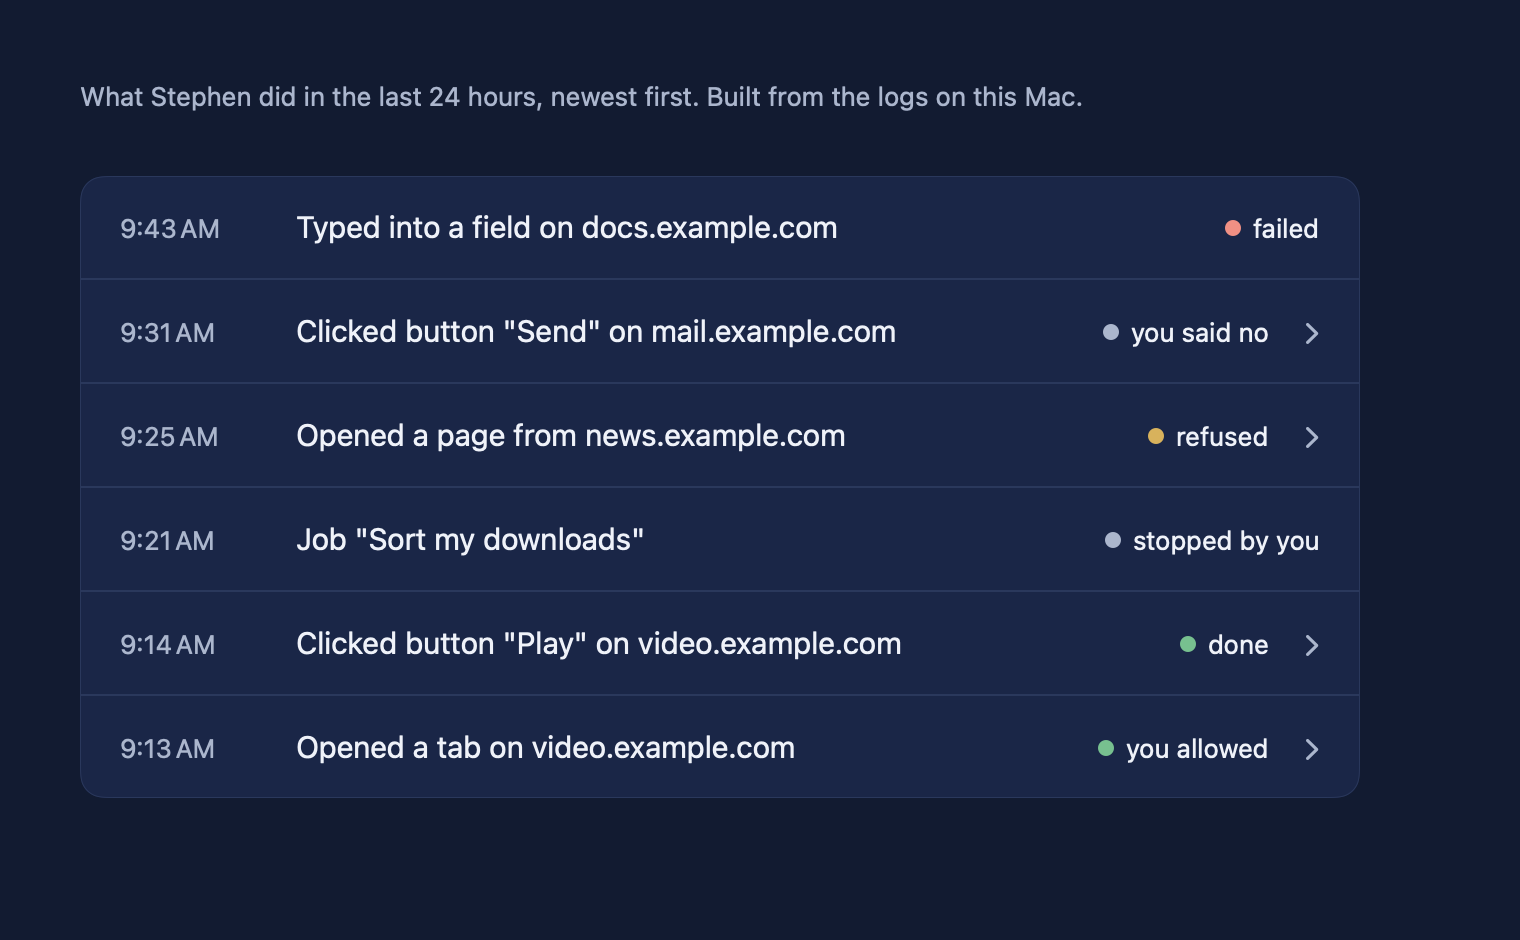 What Stephen did in the last 24 hours, newest first. Built from the logs on this Mac.
9:43 AM Typed into a field on docs.example.com failed
9:31 AM Clicked button "Send" on mail.example.com you said no
9:25 AM Opened a page from news.example.com refused
9:21 AM Job "Sort my downloads" stopped by you
9:14 AM Clicked button "Play" on video.example.com done
9:13 AM Opened a tab on video.example.com you allowed